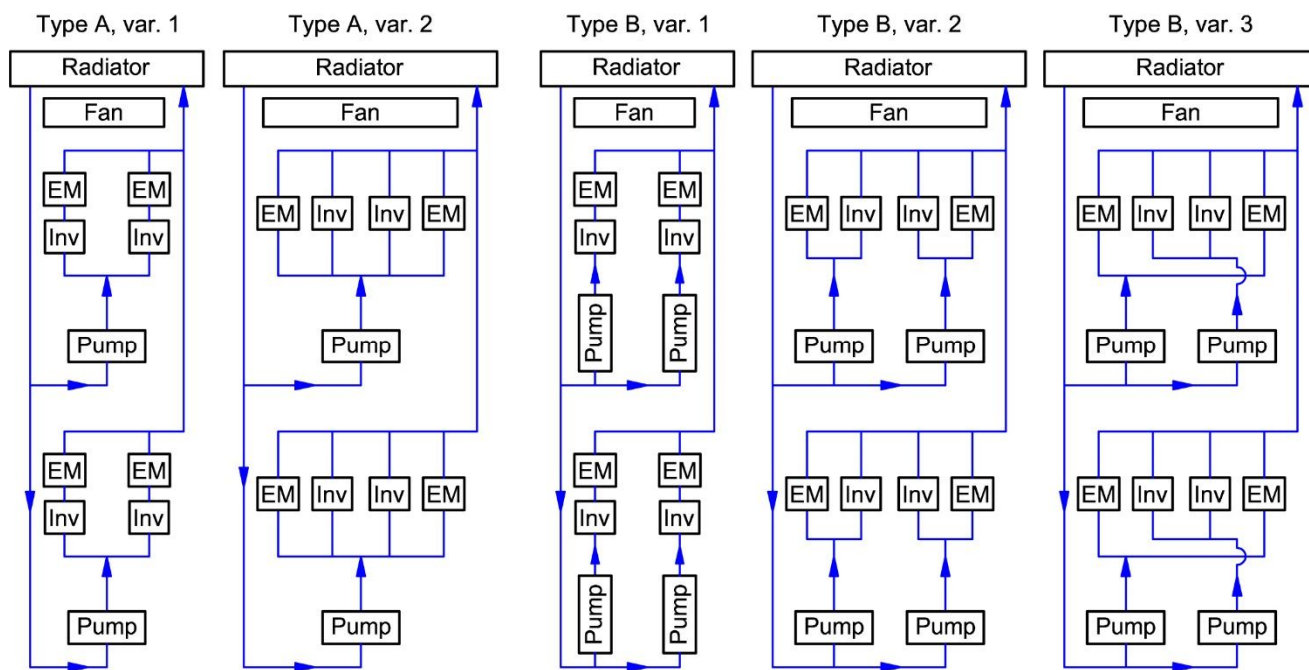 Type A, var. 1 Type A, var. 2 Type B, var. 1 Type B, var. 2 Type B, var. 3
Radiator Radiator Radiator Radiator Radiator
Fan Fan Fan Fan Fan
EM EM EM Inv Inv EM EM EM EM Inv Inv EM EM Inv Inv EM
Inv Inv Inv Inv
Pump Pump Pump Pump Pump Pump Pump Pump
EM EM EM Inv Inv EM EM EM EM Inv Inv EM EM Inv Inv EM
Inv Inv Inv Inv
Pump Pump Pump Pump Pump Pump Pump Pump